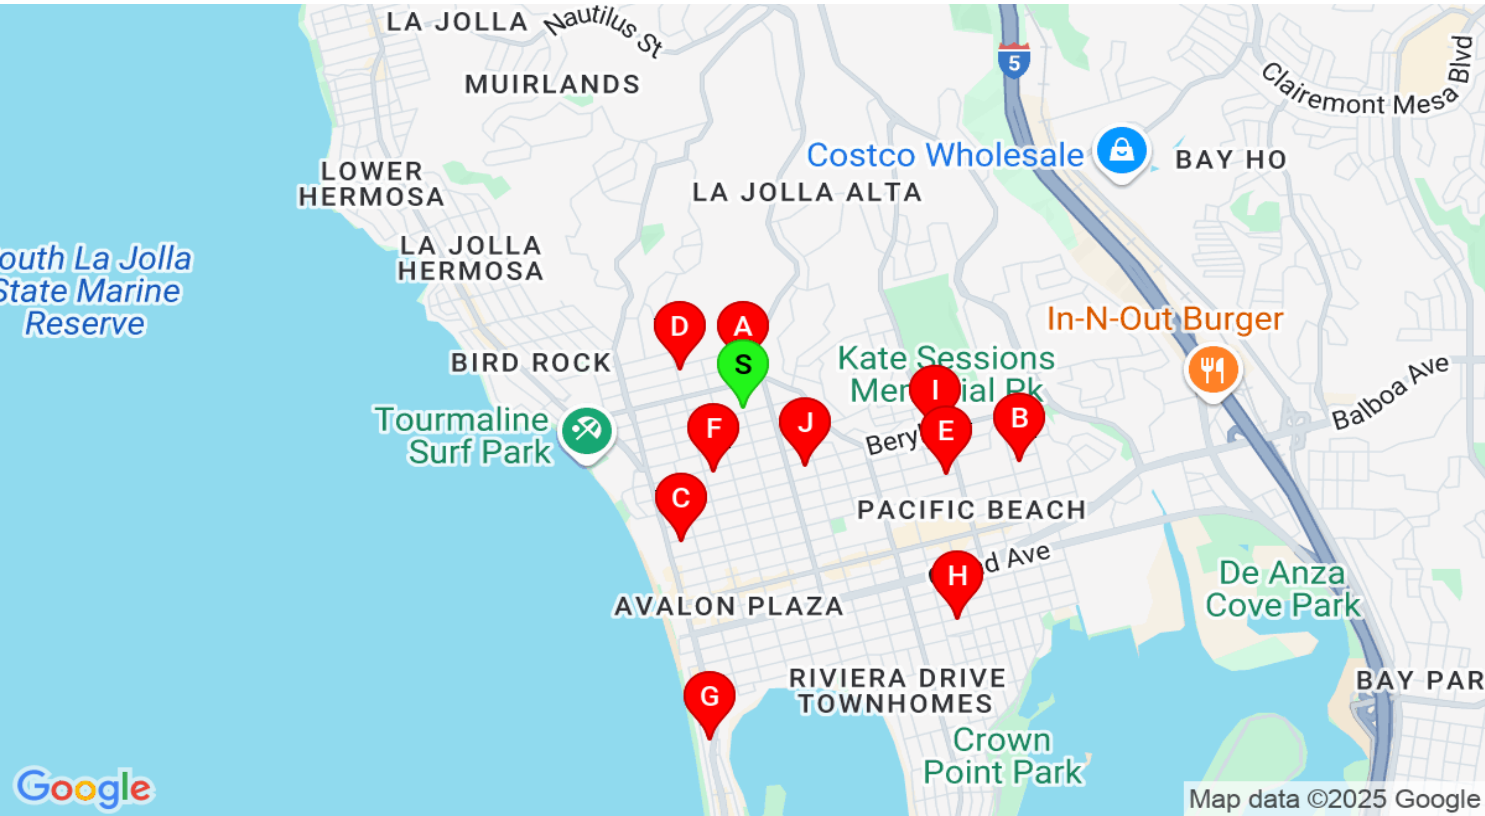 LA JOLLA
Nautilus St
MUIRLANDS
5
Clairemont Mesa Blvd
Costco Wholesale
BAY HO
LOWER
HERMOSA
LA JOLLA ALTA
LA JOLLA
HERMOSA
outh La Jolla
State Marine
Reserve
In-N-Out Burger
D
A
S
BIRD ROCK
Kate Sessions
Memorial Pk
I
Balboa Ave
Tourmaline
Surf Park
F
J
Bery
E
B
C
PACIFIC BEACH
d Ave
H
De Anza
Cove Park
AVALON PLAZA
RIVIERA DRIVE
TOWNHOMES
BAY PAR
G
Crown
Point Park
Google
Map data ©2025 Google